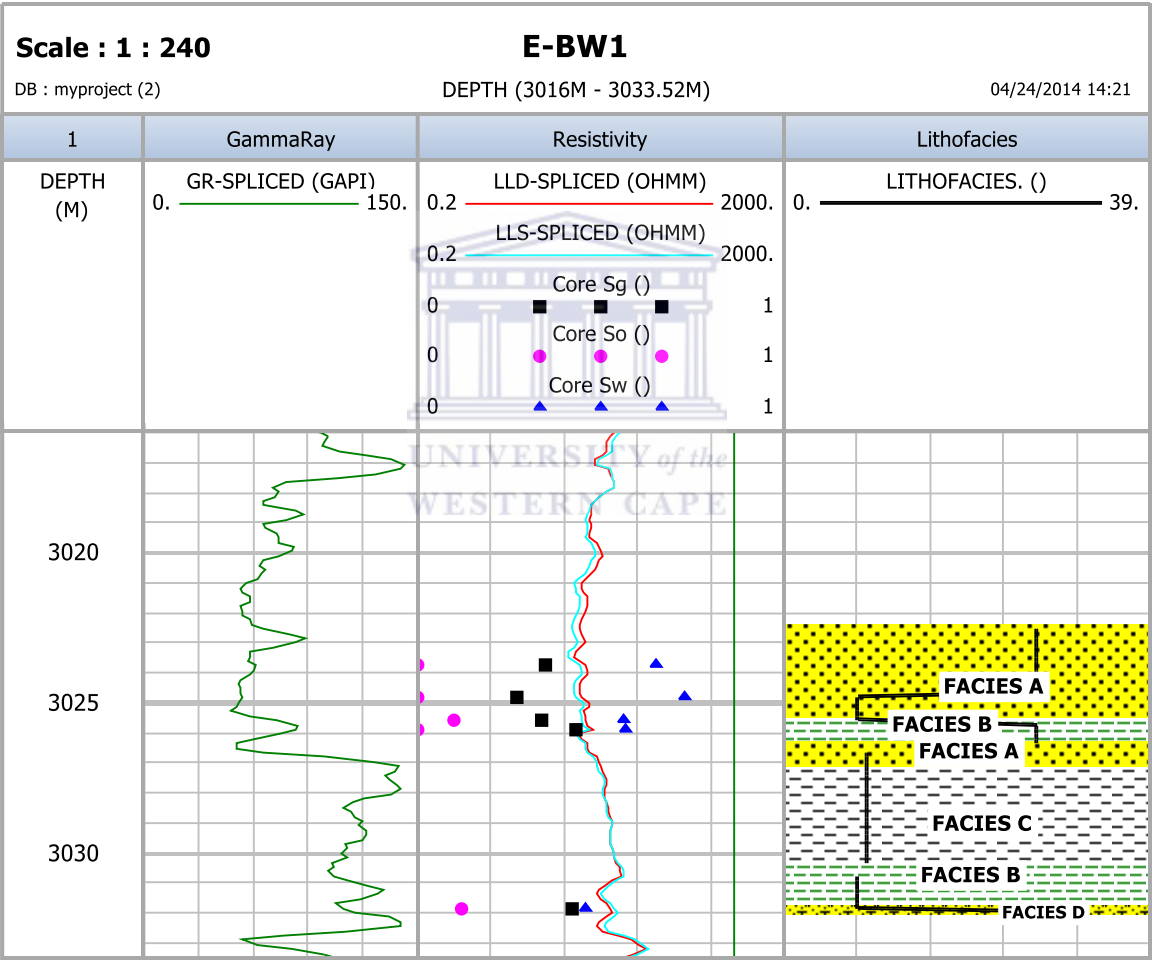 Scale : 1 : 240
E-BW1
DB : myproject (2)
DEPTH (3016M - 3033.52M)
04/24/2014 14:21
1
GammaRay
Resistivity
Lithofacies
DEPTH
(M)
GR-SPLICED (GAPI)
0. 150.
LLD-SPLICED (OHMM)
0.2 2000.
LLS-SPLICED (OHMM)
0.2 2000.
Core Sg ()
0 1
Core So ()
0 1
Core Sw ()
0 1
LITHOFACIES. ()
0. 39.
UNIVERSITY of the
WESTERN CAPE
3020
3025
3030
FACIES A
FACIES B
FACIES A
FACIES C
FACIES B
FACIES D